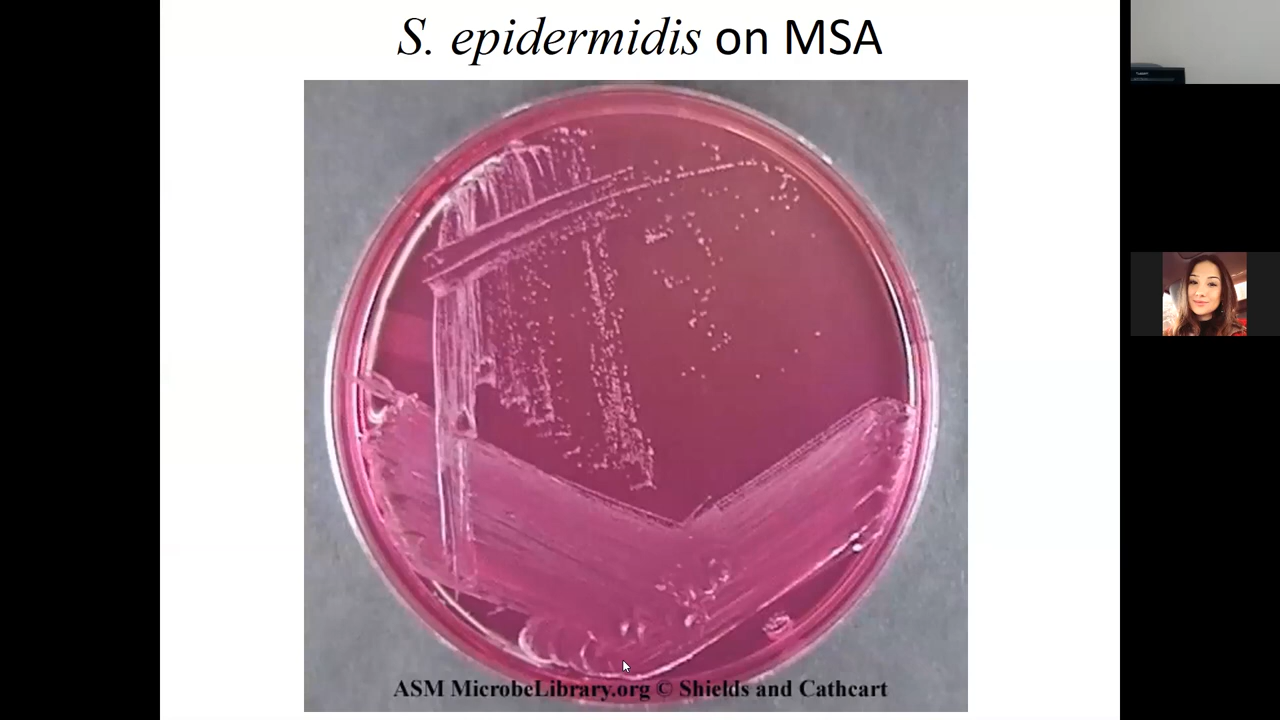 S. epidermidis on MSA
ASM MicrobeLibrary.org © Shields and Cathcart